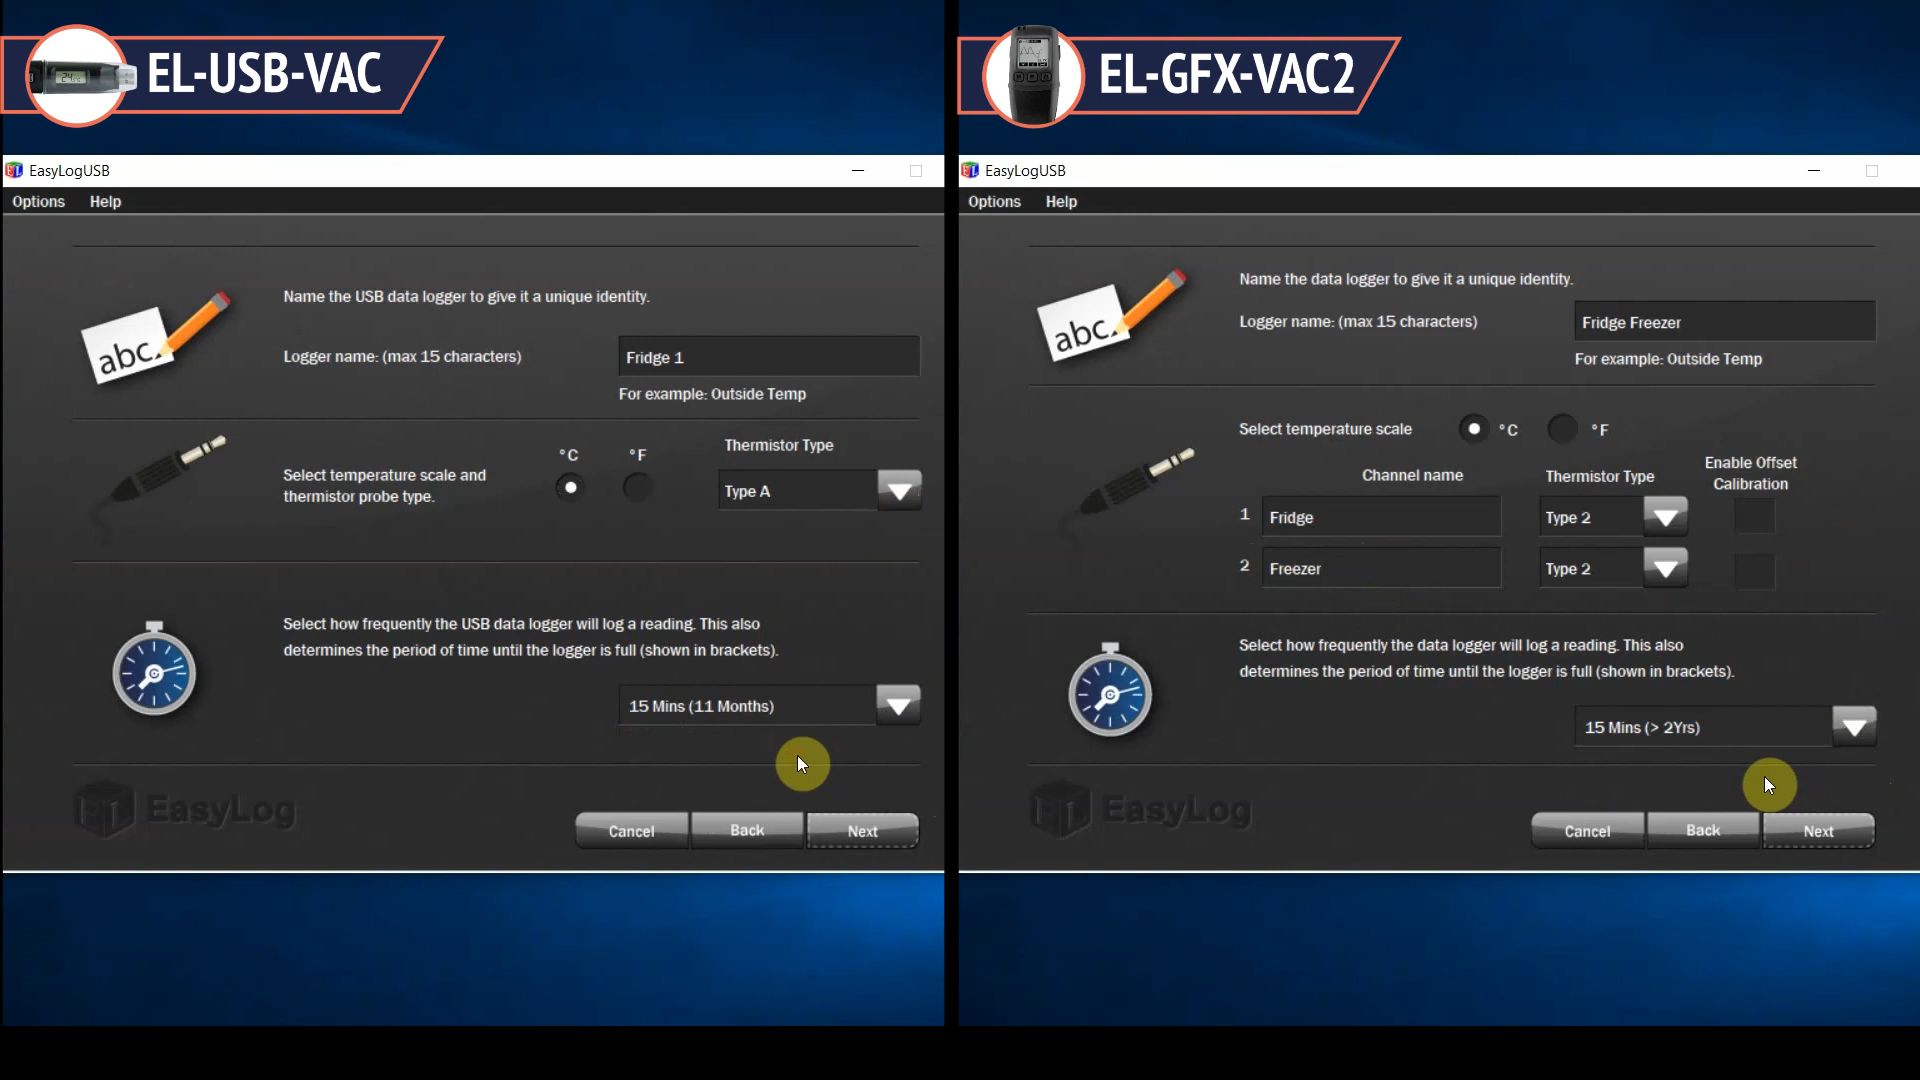 EL-USB-VAC
EasyLogUSB
Options Help
abc.
Name the USB data logger to give it a unique identity.
Logger name: (max 15 characters)
Fridge 1
For example: Outside Temp
Select temperature scale and
thermistor probe type.
°C °F
Thermistor Type
Type A
Select how frequently the USB data logger will log a reading. This also
determines the period of time until the logger is full (shown in brackets).
15 Mins (11 Months)
EasyLog
Cancel Back Next
EL-GFX-VAC2
EasyLogUSB
Options Help
abc.
Name the data logger to give it a unique identity.
Logger name: (max 15 characters)
Fridge Freezer
For example: Outside Temp
Select temperature scale °C °F
Channel name Thermistor Type Enable Offset
Calibration
1 Fridge Type 2
2 Freezer Type 2
Select how frequently the data logger will log a reading. This also
determines the period of time until the logger is full (shown in brackets).
15 Mins (> 2Yrs)
EasyLog
Cancel Back Next